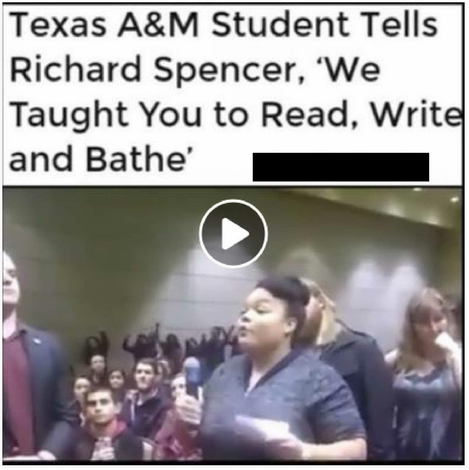 Texas A&M Student Tells
Richard Spencer, ‘We
Taught You to Read, Write
and Bathe’